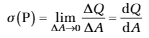 σ(P) = lim_{ΔA→0} ΔQ/ΔA = dQ/dA